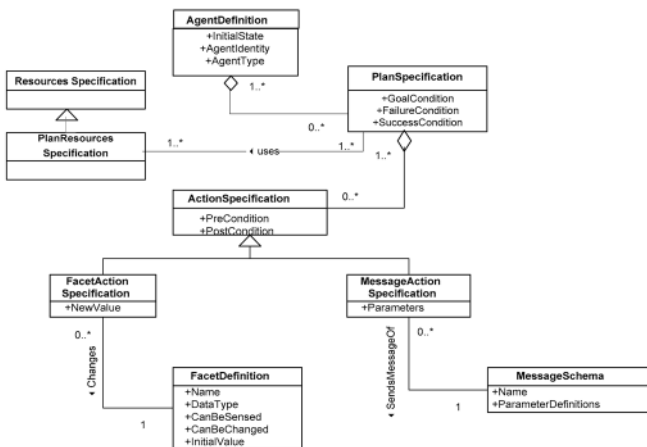 AgentDefinition
+InitialState
+AgentIdentity
+AgentType
1..*
Resources Specification
PlanSpecification
+GoalCondition
+FailureCondition
+SuccessCondition
0..*
PlanResources
Specification
1..*
◂ uses
1..*
1..*
ActionSpecification
+PreCondition
+PostCondition
0..*
FacetAction
Specification
+NewValue
MessageAction
Specification
+Parameters
0..*
◂ Changes
1
0..*
◂ SendsMessageOf
1
FacetDefinition
+Name
+DataType
+CanBeSensed
+CanBeChanged
+InitialValue
MessageSchema
+Name
+ParameterDefinitions